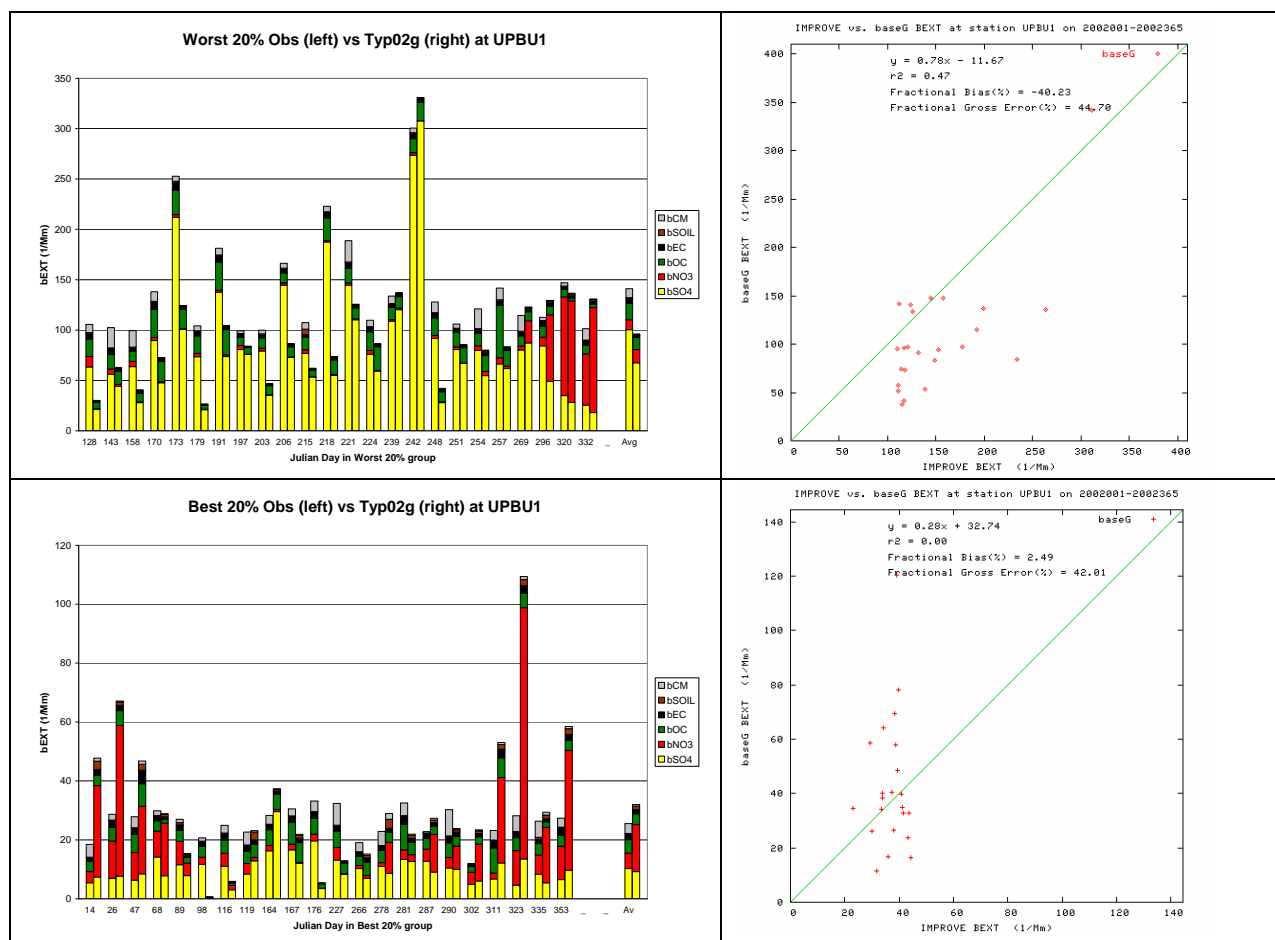 Worst 20% Obs (left) vs Typ02g (right) at UPBU1
350
300
250
200
150
100
50
0
bEXT (1/Mm)
128 143 158 170 173 179 191 197 203 206 215 218 221 224 239 242 248 251 254 257 269 296 320 332 _ Avg
Julian Day in Worst 20% group
bCM
bSOIL
bEC
bOC
bNO3
bSO4
IMPROVE vs. baseG BEXT at station UPBU1 on 2002001-2002365
baseG
y = 0.78x - 11.67
r2 = 0.47
Fractional Bias(%) = -40.23
Fractional Gross Error(%) = 44.70
400
350
300
250
200
150
100
50
0
baseG BEXT (1/Mm)
0 50 100 150 200 250 300 350 400
IMPROVE BEXT (1/Mm)
Best 20% Obs (left) vs Typ02g (right) at UPBU1
120
100
80
60
40
20
0
bEXT (1/Mm)
14 26 47 68 89 98 116 119 164 167 176 227 266 278 281 287 290 302 311 323 335 353 _ _ Av
Julian Day in Best 20% group
bCM
bSOIL
bEC
bOC
bNO3
bSO4
IMPROVE vs. baseG BEXT at station UPBU1 on 2002001-2002365
baseG
y = 0.28x + 32.74
r2 = 0.00
Fractional Bias(%) = 2.49
Fractional Gross Error(%) = 42.01
140
120
100
80
60
40
20
0
baseG BEXT (1/Mm)
0 20 40 60 80 100 120 140
IMPROVE BEXT (1/Mm)